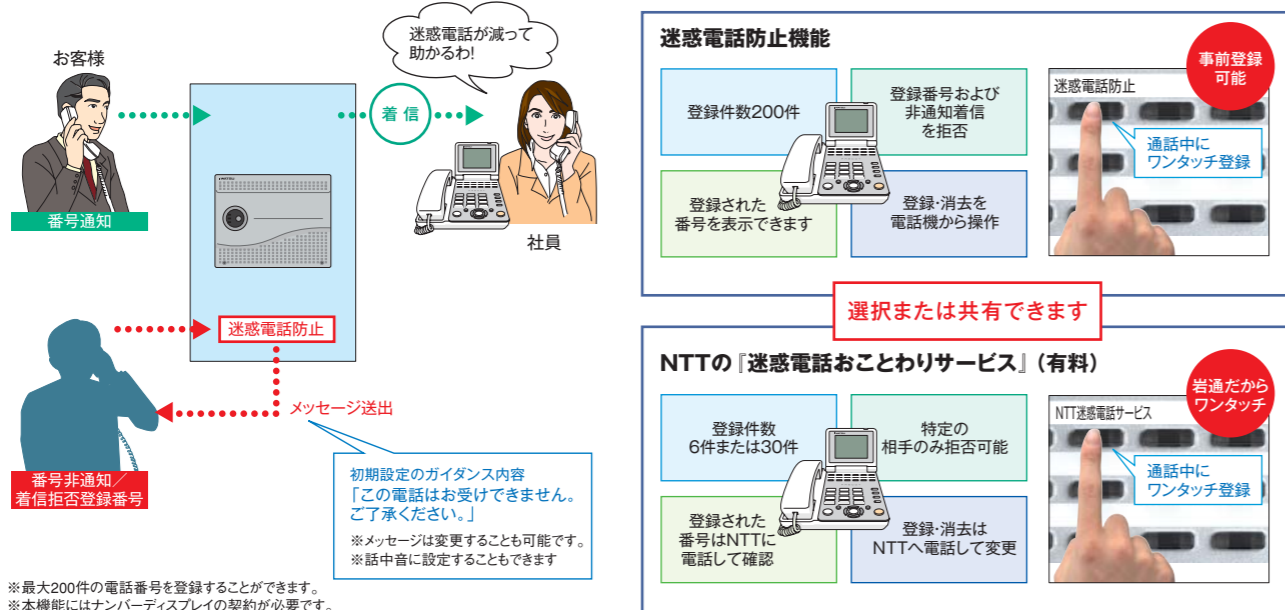 お客様
番号通知
着信
迷惑電話が減って
助かるわ!
社員
迷惑電話防止
メッセージ送出
番号非通知/
着信拒否登録番号
初期設定のガイダンス内容
「この電話はお受けできません。
ご了承ください。」
※メッセージは変更することも可能です。
※話中音に設定することもできます
※最大200件の電話番号を登録することができます。
※本機能にはナンバーディスプレイの契約が必要です。
迷惑電話防止機能
登録件数200件
登録番号および
非通知着信
を拒否
登録された
番号を表示できます
登録・消去を
電話機から操作
事前登録
可能
迷惑電話防止
通話中に
ワンタッチ登録
選択または共有できます
NTTの『迷惑電話おことわりサービス』(有料)
登録件数
6件または30件
特定の
相手のみ拒否可能
登録された
番号はNTTに
電話して確認
登録・消去は
NTTへ電話して変更
岩通だから
ワンタッチ
NTT迷惑電話サービス
通話中に
ワンタッチ登録